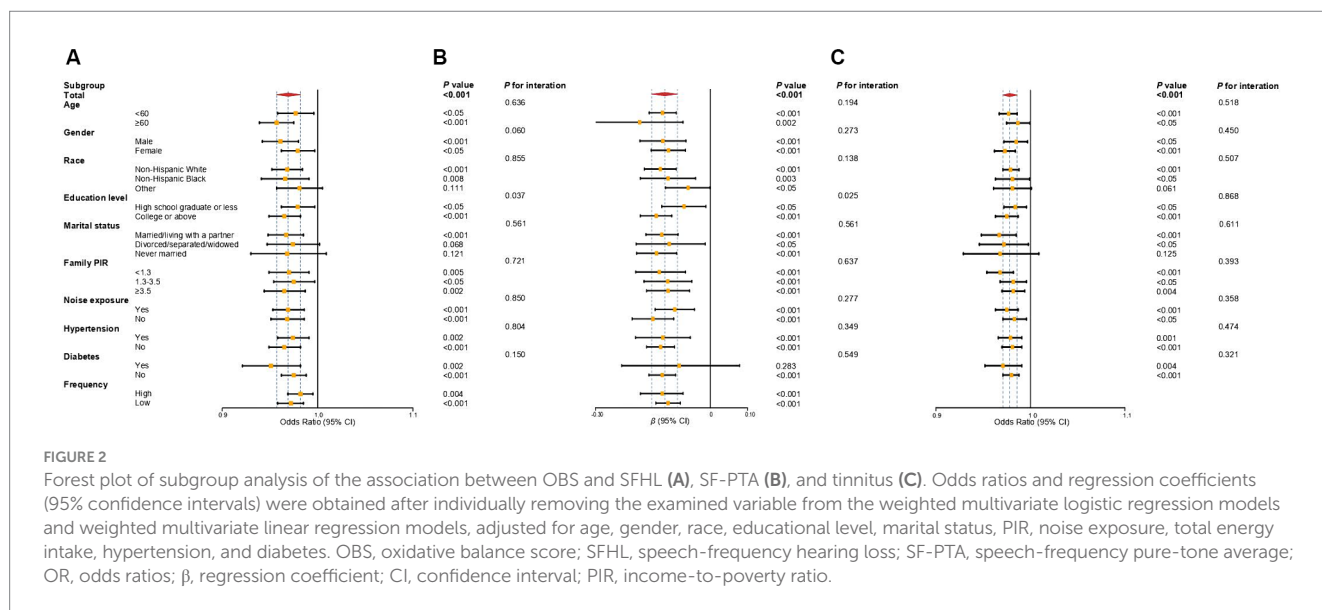 A B C
Subgroup P value P for interation P value P for interation P value P for interation
Total <0.001 <0.001 <0.001
Age 0.636 0.194 0.518
<60 <0.05 <0.001 <0.001
≥60 <0.001 0.002 <0.05
Gender 0.060 0.273 0.450
Male <0.001 <0.001 <0.05
Female <0.05 <0.001 <0.001
Race 0.855 0.138 0.507
Non-Hispanic White <0.001 <0.001 <0.001
Non-Hispanic Black 0.008 0.003 <0.05
Other 0.111 <0.05 0.061
Education level 0.037 0.025 0.868
High school graduate or less <0.05 <0.05 <0.05
College or above <0.001 <0.001 <0.001
Marital status 0.561 0.561 0.611
Married/living with a partner <0.001 <0.001 <0.001
Divorced/separated/widowed 0.068 <0.05 <0.05
Never married 0.121 <0.001 0.125
Family PIR 0.721 0.637 0.393
<1.3 0.005 <0.001 <0.001
1.3-3.5 <0.05 <0.001 <0.05
≥3.5 0.002 <0.001 0.004
Noise exposure 0.850 0.277 0.358
Yes <0.001 <0.001 <0.001
No <0.001 <0.001 <0.05
Hypertension 0.804 0.349 0.474
Yes 0.002 <0.001 0.001
No <0.001 <0.001 <0.001
Diabetes 0.150 0.549 0.321
Yes 0.002 0.283 0.004
No <0.001 <0.001 <0.001
Frequency
High 0.004 <0.001
Low <0.001 <0.001
0.9 1.0 1.1 -0.30 0 0.10 0.9 1.0 1.1
Odds Ratio (95% CI) β (95% CI) Odds Ratio (95% CI)
FIGURE 2
Forest plot of subgroup analysis of the association between OBS and SFHL (A), SF-PTA (B), and tinnitus (C). Odds ratios and regression coefficients
(95% confidence intervals) were obtained after individually removing the examined variable from the weighted multivariate logistic regression models
and weighted multivariate linear regression models, adjusted for age, gender, race, educational level, marital status, PIR, noise exposure, total energy
intake, hypertension, and diabetes. OBS, oxidative balance score; SFHL, speech-frequency hearing loss; SF-PTA, speech-frequency pure-tone average;
OR, odds ratios; β, regression coefficient; CI, confidence interval; PIR, income-to-poverty ratio.